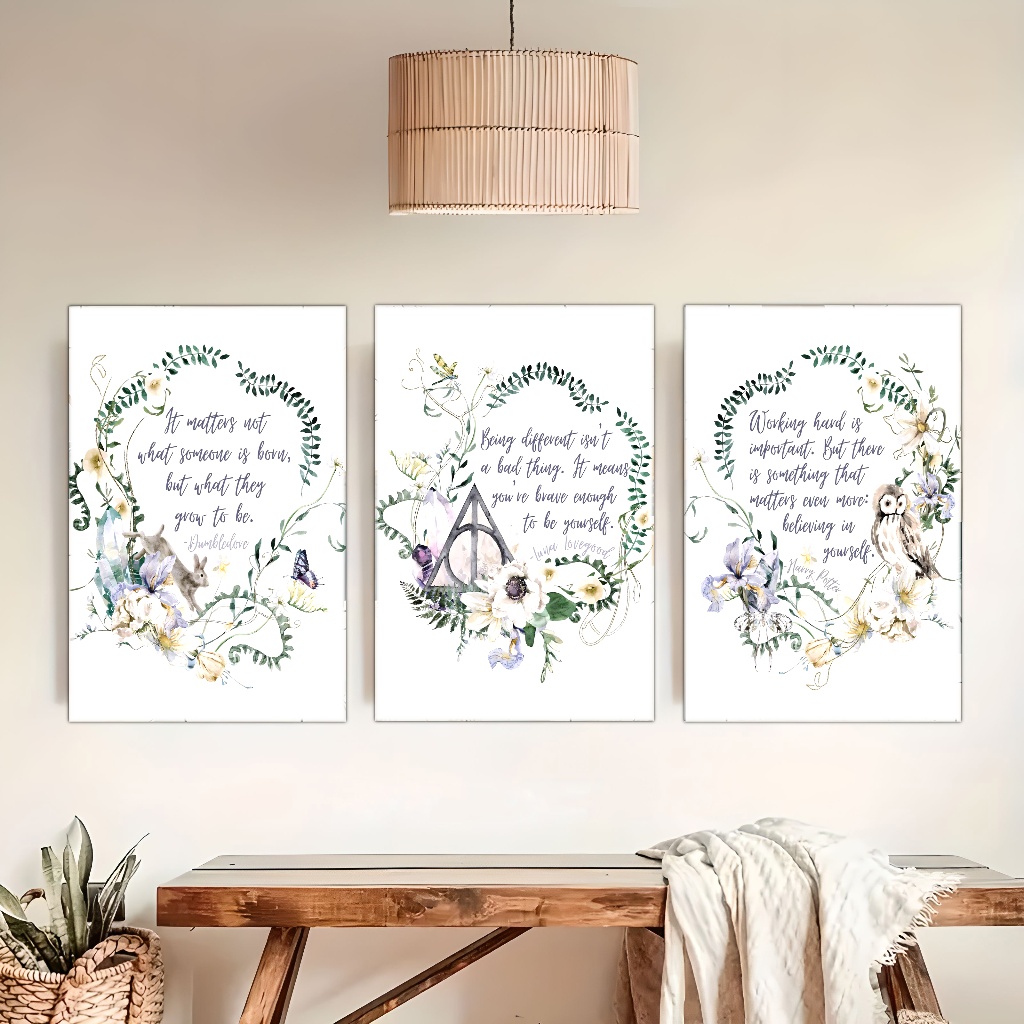 It matters not
what someone is born,
but what they
grow to be.
-Dumbledore
Being different isn't
a bad thing. It means
you're brave enough
to be yourself.
-Luna Lovegood
Working hard is
important. But there
is something that
matters even more:
believing in
yourself.
-Harry Potter